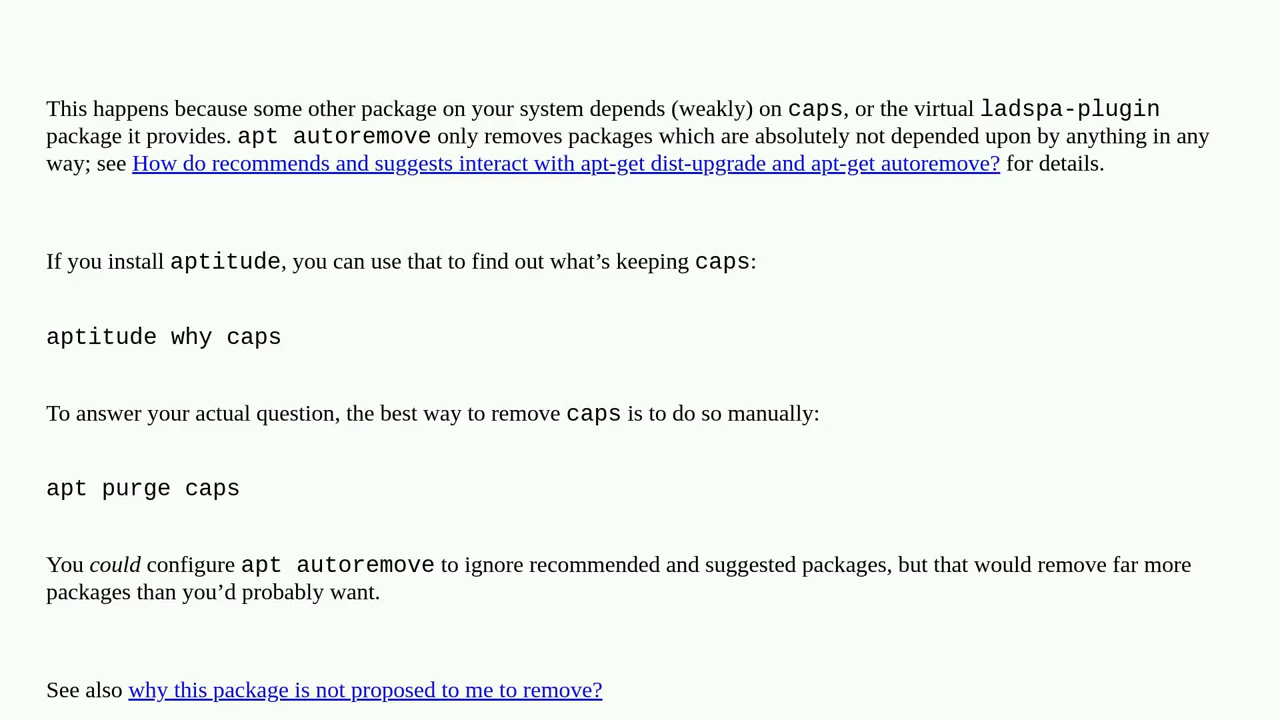 This happens because some other package on your system depends (weakly) on caps, or the virtual ladspa-plugin
package it provides. apt autoremove only removes packages which are absolutely not depended upon by anything in any
way; see How do recommends and suggests interact with apt-get dist-upgrade and apt-get autoremove? for details.
If you install aptitude, you can use that to find out what’s keeping caps:
aptitude why caps
To answer your actual question, the best way to remove caps is to do so manually:
apt purge caps
You could configure apt autoremove to ignore recommended and suggested packages, but that would remove far more
packages than you’d probably want.
See also why this package is not proposed to me to remove?